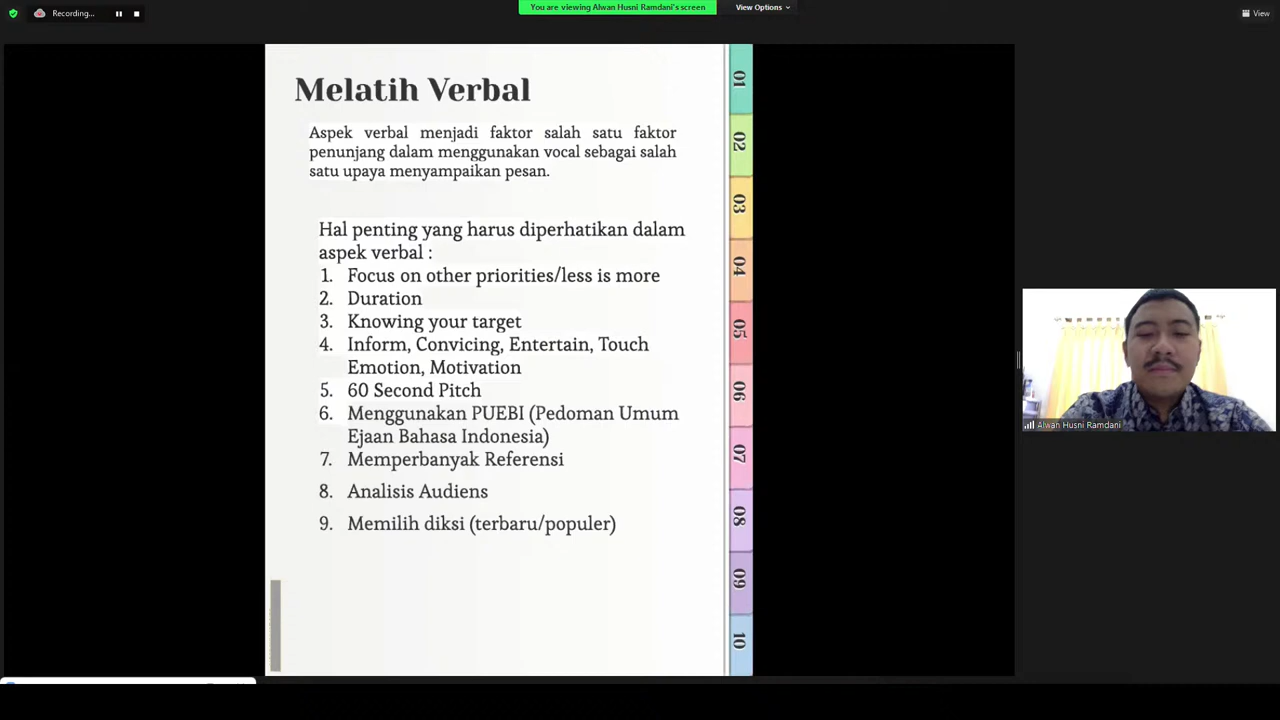 Recording...
You are viewing Alwan Husni Ramdani's screen
View Options
View
Melatih Verbal
Aspek verbal menjadi faktor salah satu faktor
penunjang dalam menggunakan vocal sebagai salah
satu upaya menyampaikan pesan.
Hal penting yang harus diperhatikan dalam
aspek verbal :
1. Focus on other priorities/less is more
2. Duration
3. Knowing your target
4. Inform, Convicing, Entertain, Touch
Emotion, Motivation
5. 60 Second Pitch
6. Menggunakan PUEBI (Pedoman Umum
Ejaan Bahasa Indonesia)
7. Memperbanyak Referensi
8. Analisis Audiens
9. Memilih diksi (terbaru/populer)
01
02
03
04
05
06
07
08
09
10
Alwan Husni Ramdani